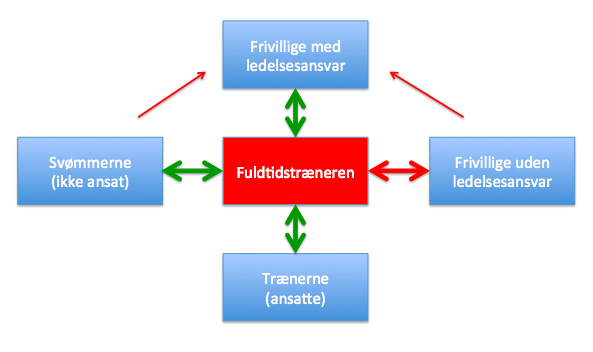 Frivillige med
ledelsesansvar
Svømmerne
(ikke ansat)
Fuldtidstræneren
Frivillige uden
ledelsesansvar
Trænerne
(ansatte)